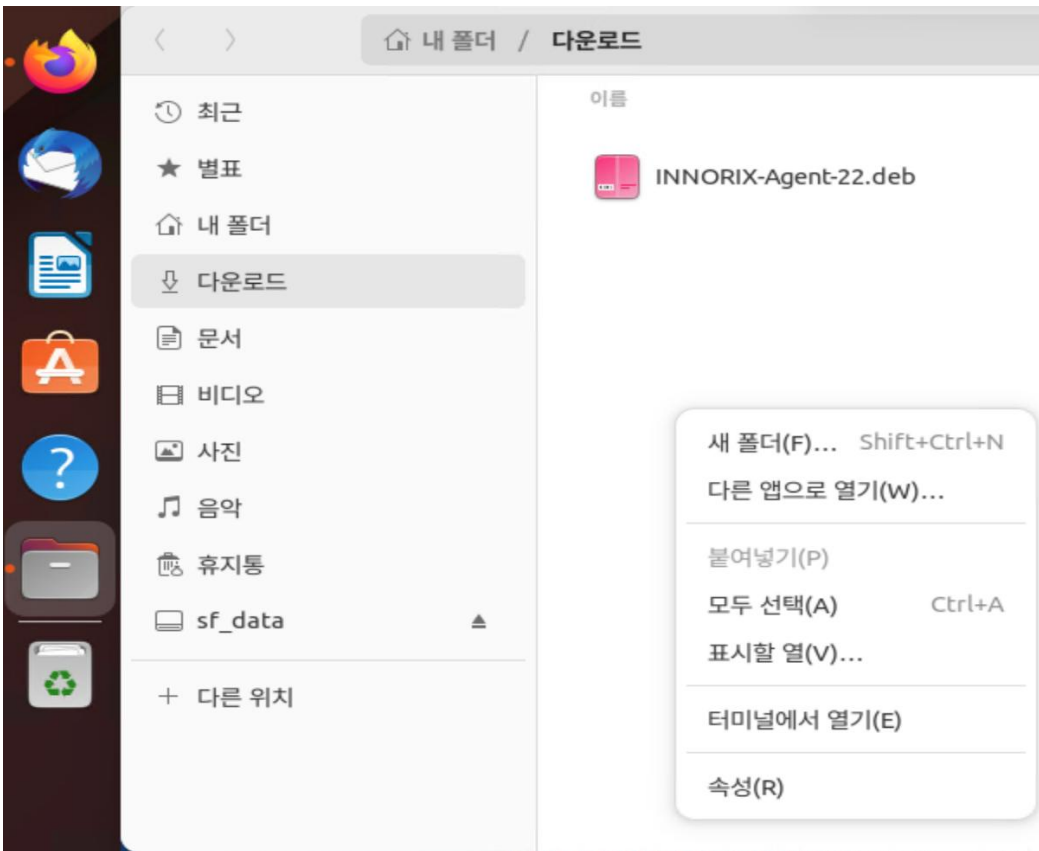 내 폴더 / 다운로드
최근
별표
내 폴더
다운로드
문서
비디오
사진
음악
휴지통
sf_data
+ 다른 위치
이름
INNORIX-Agent-22.deb
새 폴더(F)... Shift+Ctrl+N
다른 앱으로 열기(W)...
붙여넣기(P)
모두 선택(A) Ctrl+A
표시할 열(V)...
터미널에서 열기(E)
속성(R)